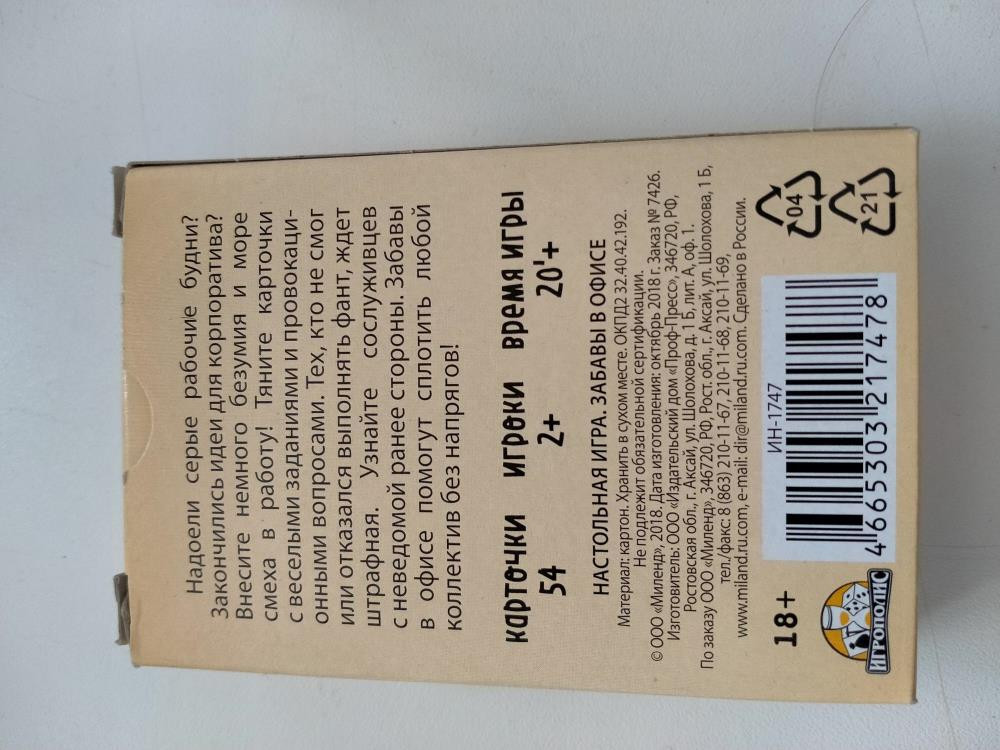 Надоели серые рабочие будни?
Закончились идеи для корпоратива?
Внесите немного безумия и море
смеха в работу! Тяните карточки
с веселыми заданиями и провокаци-
онными вопросами. Тех, кто не смог
или отказался выполнять фант, ждет
штрафная. Узнайте сослуживцев
с неведомой ранее стороны. Забавы
в офисе помогут сплотить любой
коллектив без напрягов!
карточки игроки время игры
54 2+ 20'+
НАСТОЛЬНАЯ ИГРА. ЗАБАВЫ В ОФИСЕ
Материал: картон. Хранить в сухом месте. ОКПД2 32.40.42.192.
Не подлежит обязательной сертификации.
© ООО «Миленд», 2018. Дата изготовления: октябрь 2018 г. Заказ № 7426.
Изготовитель: ООО «Издательский дом «Проф-Пресс», 346720, РФ,
Ростовская обл., г. Аксай, ул. Шолохова, д. 1 Б, лит. А, оф. 1.
По заказу ООО «Миленд», 346720, РФ, Рост. обл., г. Аксай, ул. Шолохова, 1 Б,
тел./факс: 8 (863) 210-11-67, 210-11-68, 210-11-69,
www.miland.ru.com, e-mail: dir@miland.ru.com. Сделано в России.
18+
ИГРОПОЛИС
ИН-1747
4 665303 217478
04
21